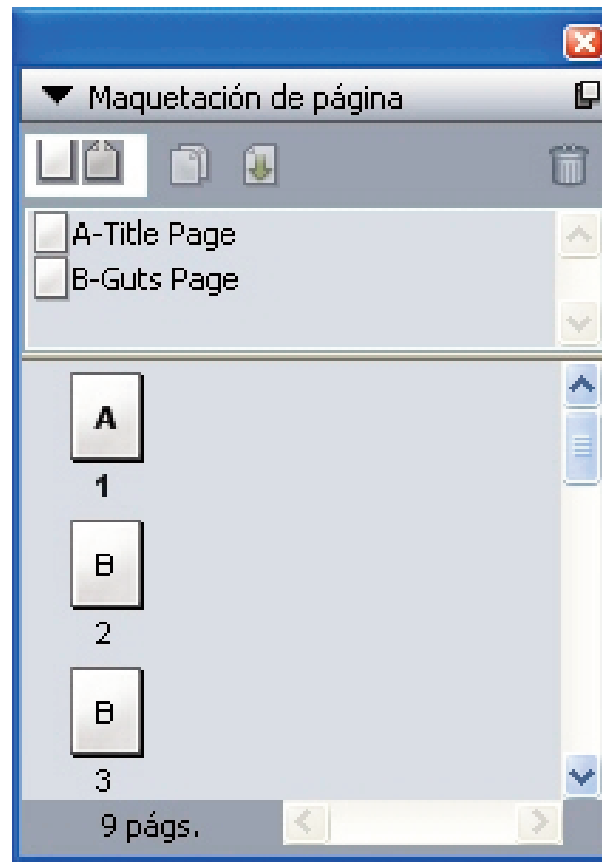 Maquetación de página
A-Title Page
B-Guts Page
A
1
B
2
B
3
9 págs.